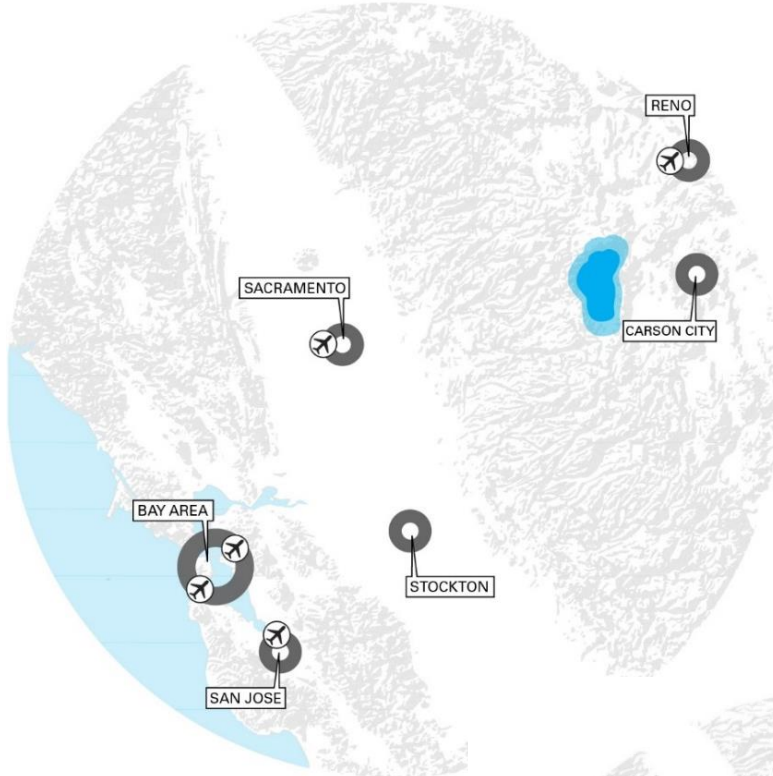 RENO
SACRAMENTO
CARSON CITY
BAY AREA
STOCKTON
SAN JOSE